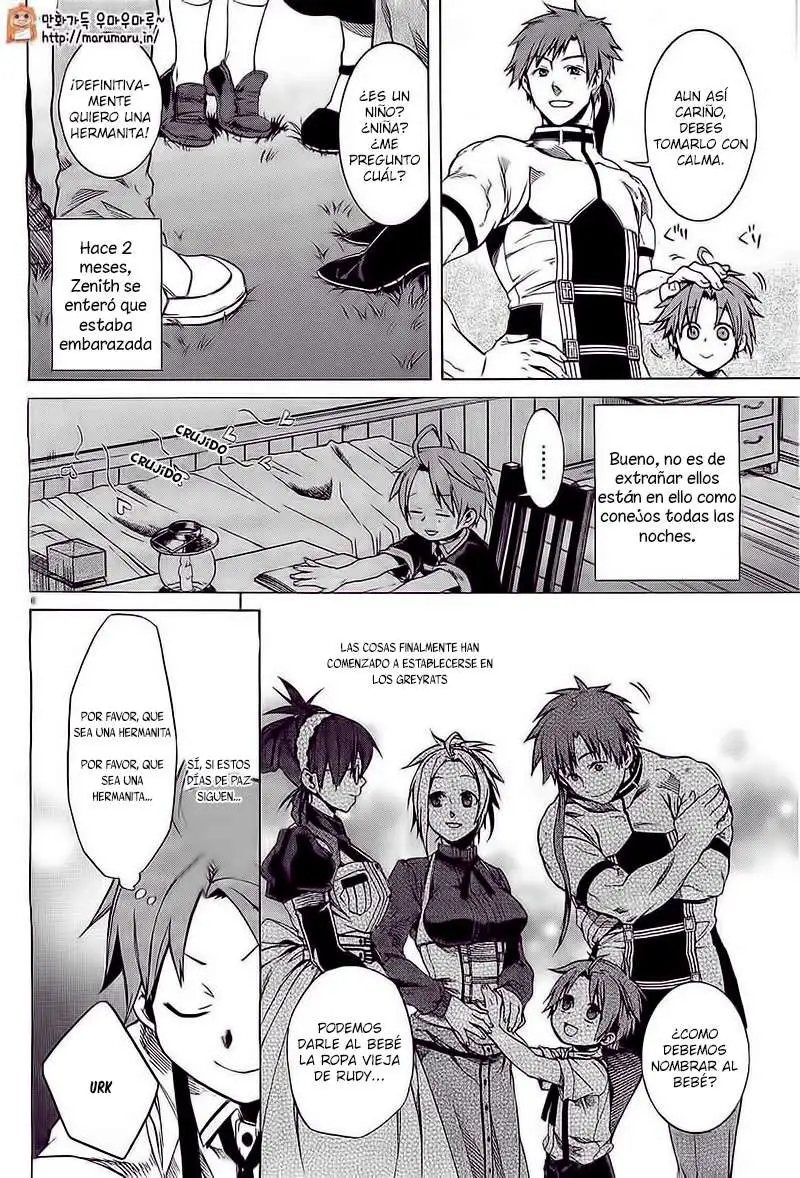 만화가득 우마우마루~
http://marumaru.in/
AUN ASÍ
CARIÑO,
DEBES
TOMARLO CON
CALMA.
¿ES UN
NIÑO?
¿NIÑA?
¿ME
PREGUNTO
CUÁL?
¡DEFINITIVA-
MENTE
QUIERO UNA
HERMANITA!
Hace 2
meses,
Zenith se
enteró que
estaba
embarazada
Bueno, no es de
extrañar ellos
están en ello como
conejos todas las
noches.
......
CRUJIDO
CRUJIDO
6
LAS COSAS FINALMENTE HAN
COMENZADO A ESTABLECERSE EN
LOS GREYRATS
¿COMO
DEBEMOS
NOMBRAR AL
BEBÉ?
PODEMOS
DARLE AL BEBÉ
LA ROPA VIEJA
DE RUDY...
SÍ, SI ESTOS
DÍAS DE PAZ
SIGUEN...
POR FAVOR, QUE
SEA UNA HERMANITA
POR FAVOR, QUE
SEA UNA
HERMANITA...
URK